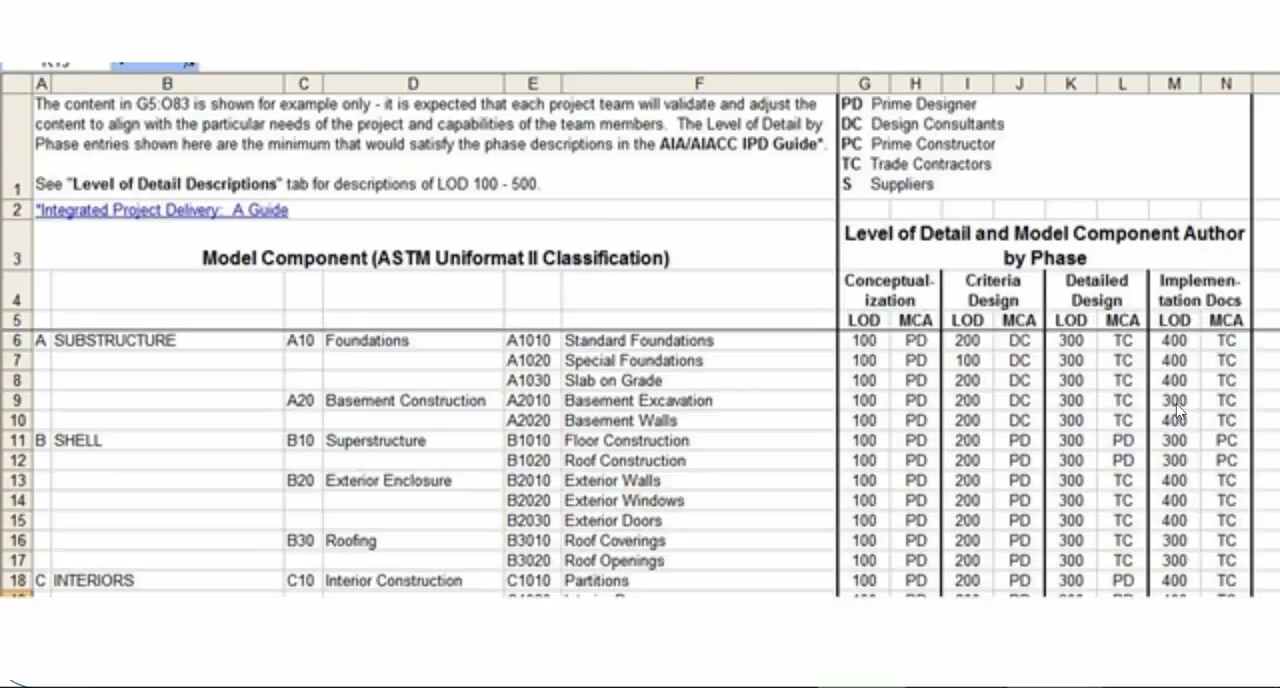 A B C D E F G H I J K L M N
The content in G5:O83 is shown for example only - it is expected that each project team will validate and adjust the
content to align with the particular needs of the project and capabilities of the team members. The Level of Detail by
Phase entries shown here are the minimum that would satisfy the phase descriptions in the AIA/AIACC IPD Guide*.
1 See "Level of Detail Descriptions" tab for descriptions of LOD 100 - 500.
PD Prime Designer
DC Design Consultants
PC Prime Constructor
TC Trade Contractors
S Suppliers
2 *Integrated Project Delivery: A Guide
3 Model Component (ASTM Uniformat II Classification)
Level of Detail and Model Component Author
by Phase
4 Conceptual- Criteria Detailed Implemen-
ization Design Design tation Docs
5 LOD MCA LOD MCA LOD MCA LOD MCA
6 A SUBSTRUCTURE A10 Foundations A1010 Standard Foundations 100 PD 200 DC 300 TC 400 TC
7 A1020 Special Foundations 100 PD 100 DC 300 TC 400 TC
8 A1030 Slab on Grade 100 PD 200 DC 300 TC 400 TC
9 A20 Basement Construction A2010 Basement Excavation 100 PD 200 DC 300 TC 300 TC
10 A2020 Basement Walls 100 PD 200 DC 300 TC 400 TC
11 B SHELL B10 Superstructure B1010 Floor Construction 100 PD 200 PD 300 PD 300 PC
12 B1020 Roof Construction 100 PD 200 PD 300 PD 300 PC
13 B20 Exterior Enclosure B2010 Exterior Walls 100 PD 200 PD 300 TC 400 TC
14 B2020 Exterior Windows 100 PD 200 PD 300 TC 400 TC
15 B2030 Exterior Doors 100 PD 200 PD 300 TC 400 TC
16 B30 Roofing B3010 Roof Coverings 100 PD 200 PD 300 TC 300 TC
17 B3020 Roof Openings 100 PD 200 PD 300 TC 300 TC
18 C INTERIORS C10 Interior Construction C1010 Partitions 100 PD 200 PD 300 PD 400 TC